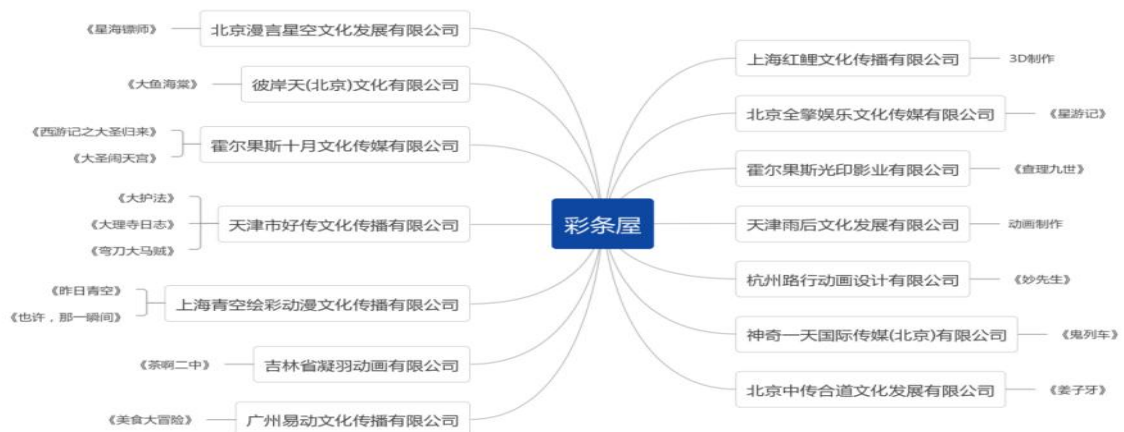 《星海镖师》
北京漫言星空文化发展有限公司
《大鱼海棠》
彼岸天(北京)文化有限公司
《西游记之大圣归来》
《大圣闹天宫》
霍尔果斯十月文化传媒有限公司
《大护法》
《大理寺日志》
《弯刀大马贼》
天津市好传文化传播有限公司
《昨日青空》
《也许，那一瞬间》
上海青空绘彩动漫文化传播有限公司
《茶啊二中》
吉林省凝羽动画有限公司
《美食大冒险》
广州易动文化传播有限公司
彩条屋
上海红鲤文化传播有限公司
3D制作
北京全擎娱乐文化传媒有限公司
《星游记》
霍尔果斯光印影业有限公司
《查理九世》
天津雨后文化发展有限公司
动画制作
杭州路行动画设计有限公司
《妙先生》
神奇一天国际传媒(北京)有限公司
《鬼列车》
北京中传合道文化发展有限公司
《姜子牙》